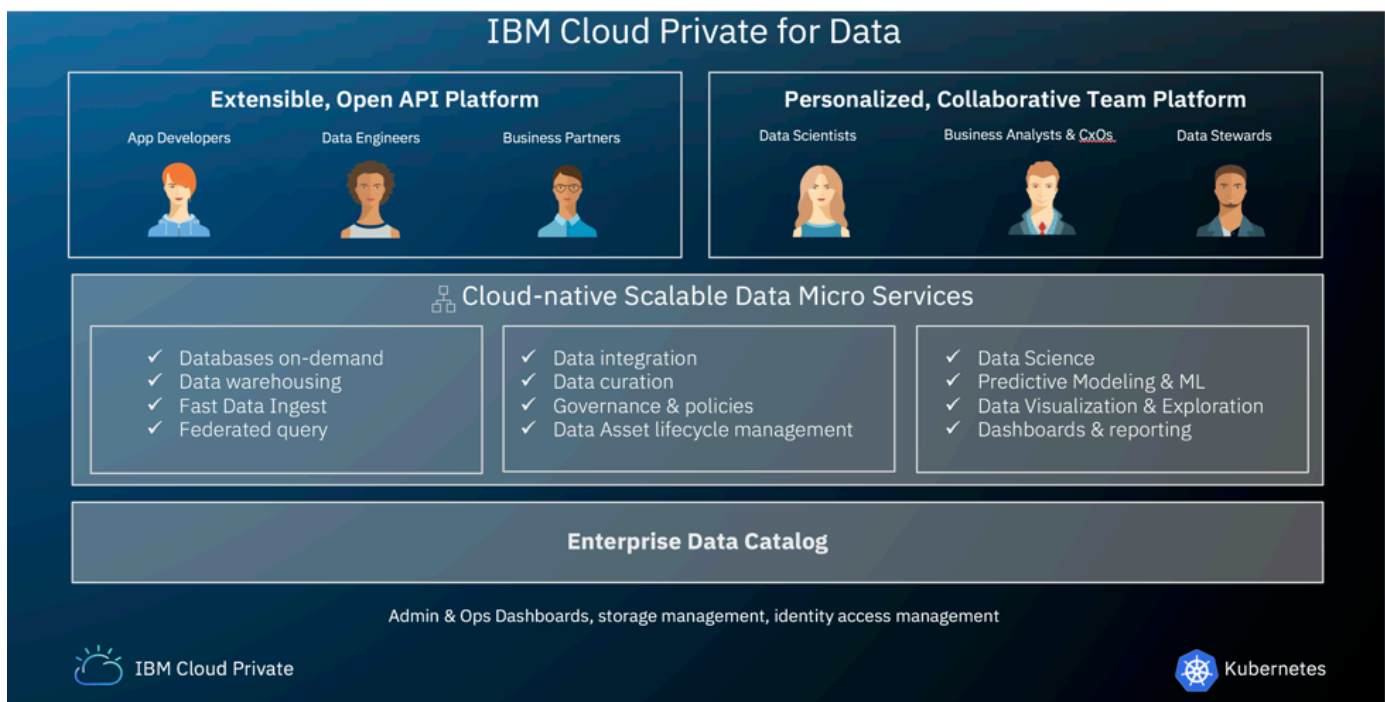 IBM Cloud Private for Data
Extensible, Open API Platform
App Developers
Data Engineers
Business Partners
Personalized, Collaborative Team Platform
Data Scientists
Business Analysts & CxOs
Data Stewards
Cloud-native Scalable Data Micro Services
✓ Databases on-demand
✓ Data warehousing
✓ Fast Data Ingest
✓ Federated query
✓ Data integration
✓ Data curation
✓ Governance & policies
✓ Data Asset lifecycle management
✓ Data Science
✓ Predictive Modeling & ML
✓ Data Visualization & Exploration
✓ Dashboards & reporting
Enterprise Data Catalog
Admin & Ops Dashboards, storage management, identity access management
IBM Cloud Private
Kubernetes